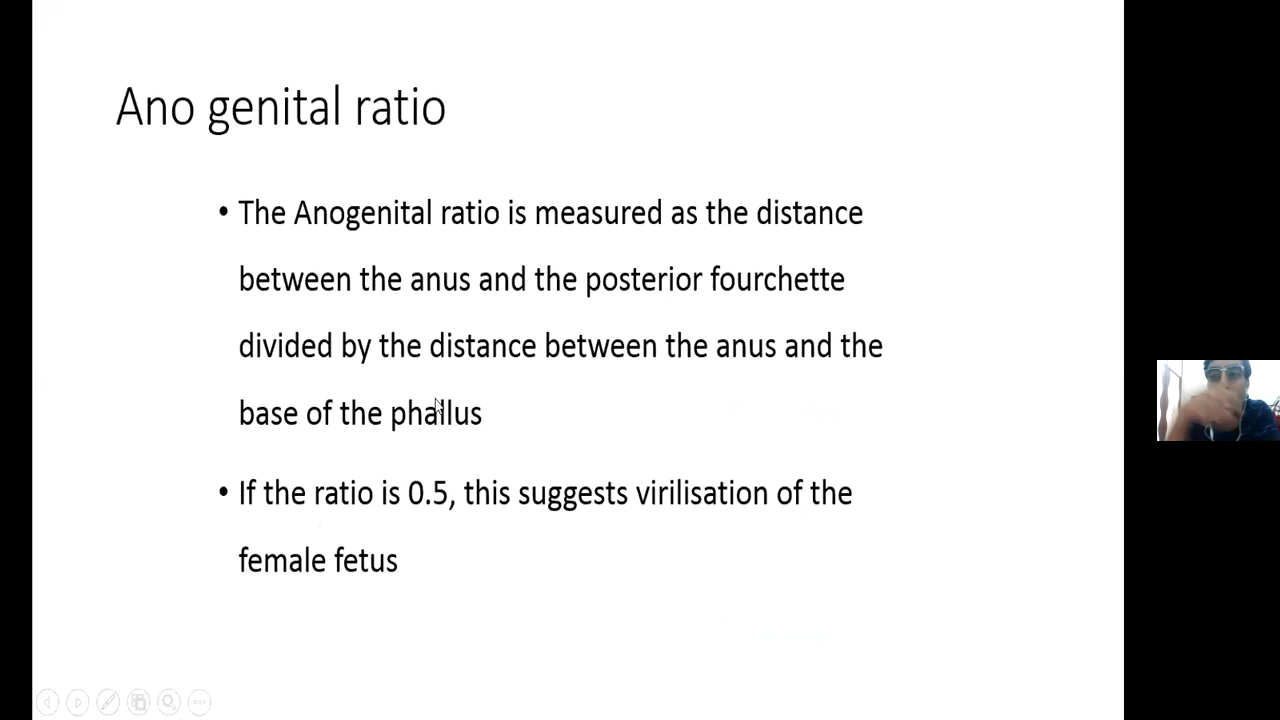 Ano genital ratio
• The Anogenital ratio is measured as the distance
between the anus and the posterior fourchette
divided by the distance between the anus and the
base of the phallus
• If the ratio is 0.5, this suggests virilisation of the
female fetus